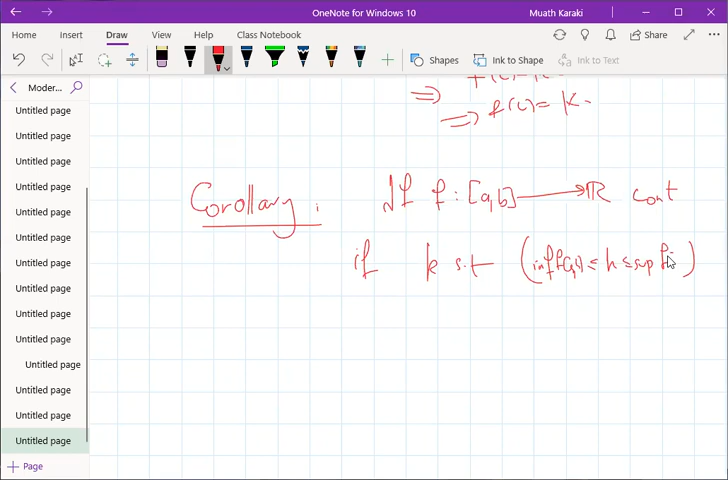 OneNote for Windows 10
Muath Karaki
Home
Insert
Draw
View
Help
Class Notebook
Share
Shapes
Ink to Shape
Ink to Text
Moder...
Untitled page
Untitled page
Untitled page
Untitled page
Untitled page
Untitled page
Untitled page
Untitled page
Untitled page
Untitled page
Untitled page
Untitled page
Untitled page
Untitled page
+ Page
⇒
⇒ f(c) = k.
Corollary: If f : [a,b] → ℝ cont
if k s.t (inf f(a,b) ≤ k ≤ sup f